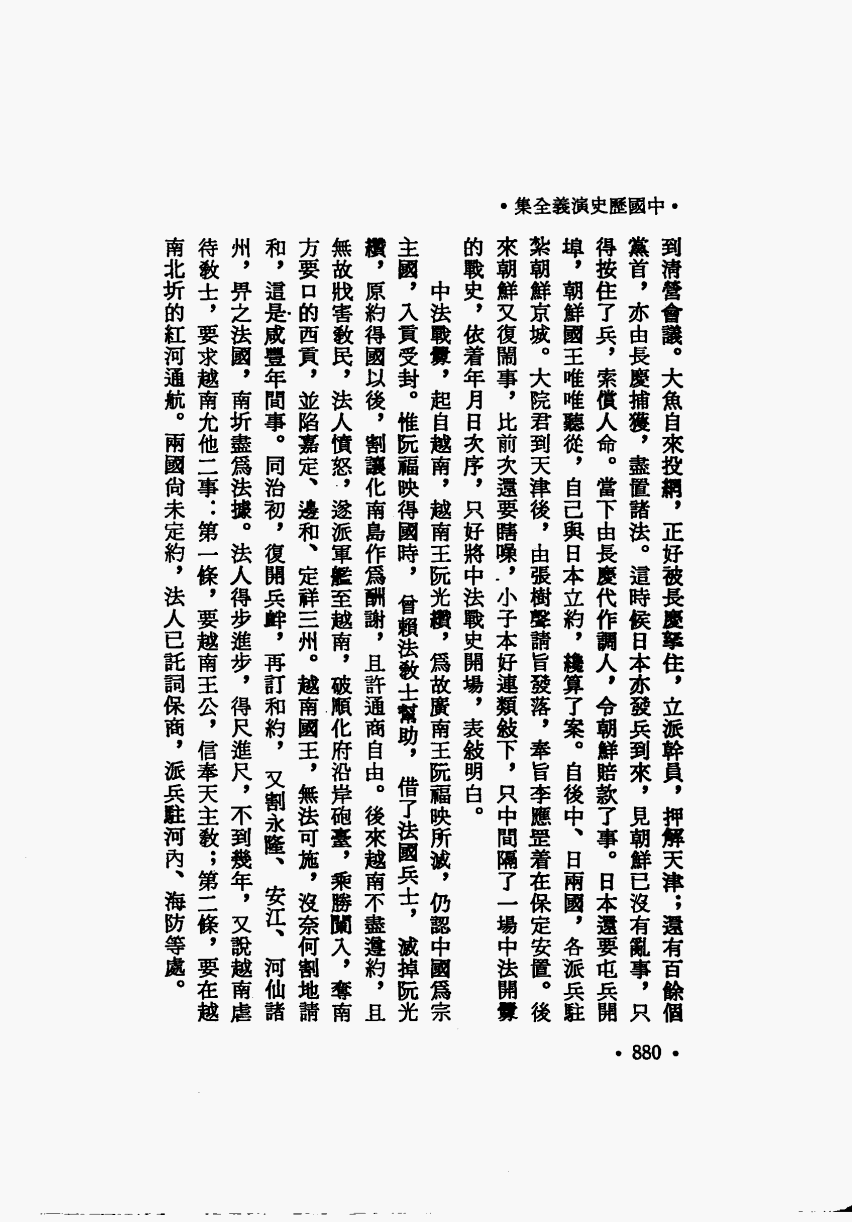 •中國歷史演義全集•
到清營會議。大魚自來投網，正好被長慶拏住，立派幹員，押解天津；還有百餘個
黨首，亦由長慶捕獲，盡置諸法。這時候日本亦發兵到來，見朝鮮已沒有亂事，只
得按住了兵，索償人命。當下由長慶代作調人，令朝鮮賠款了事。日本還要屯兵開
埠，朝鮮國王唯唯聽從，自己與日本立約，纔算了案。自後中、日兩國，各派兵駐
紮朝鮮京城。大院君到天津後，由張樹聲請旨發落，奉旨李應罡着在保定安置。後
來朝鮮又復鬧事，比前次還要瞎噪，小子本好連類敍下，只中間隔了一場中法開釁
的戰史，依着年月日次序，只好將中法戰史開場，表敍明白。
中法戰釁，起自越南，越南王阮光纘，爲故廣南王阮福映所滅，仍認中國爲宗
主國，入貢受封。惟阮福映得國時，曾賴法教士幫助，借了法國兵士，滅掉阮光
纘，原約得國以後，割讓化南島作爲酬謝，且許通商自由。後來越南不盡遵約，且
無故戕害教民，法人憤怒，遂派軍艦至越南，破順化府沿岸砲臺，乘勝闌入，奪南
方要口的西貢，並陷嘉定、邊和、定祥三州。越南國王，無法可施，沒奈何割地請
和，這是咸豐年間事。同治初，復開兵衅，再訂和約，又割永隆、安江、河仙諸
州，畀之法國，南圻盡爲法據。法人得步進步，得尺進尺，不到幾年，又說越南虐
待敎士，要求越南允他二事：第一條，要越南王公，信奉天主敎；第二條，要在越
南北圻的紅河通航。兩國尙未定約，法人已託詞保商，派兵駐河內、海防等處。
• 880 •